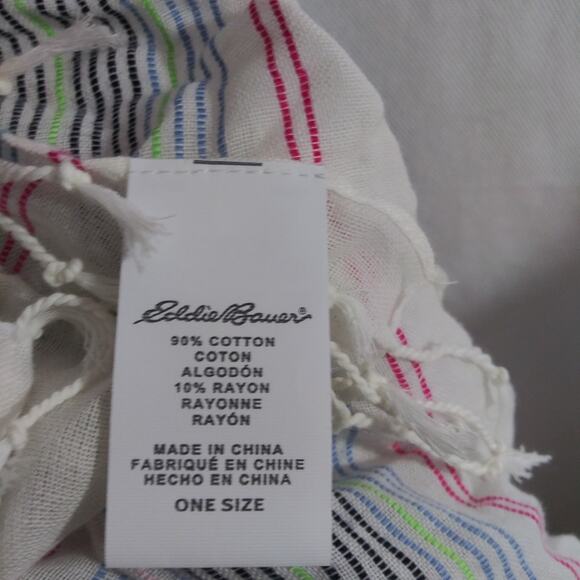 Eddie Bauer®
90% COTTON
COTON
ALGODÓN
10% RAYON
RAYONNE
RAYÓN
MADE IN CHINA
FABRIQUÉ EN CHINE
HECHO EN CHINA
ONE SIZE